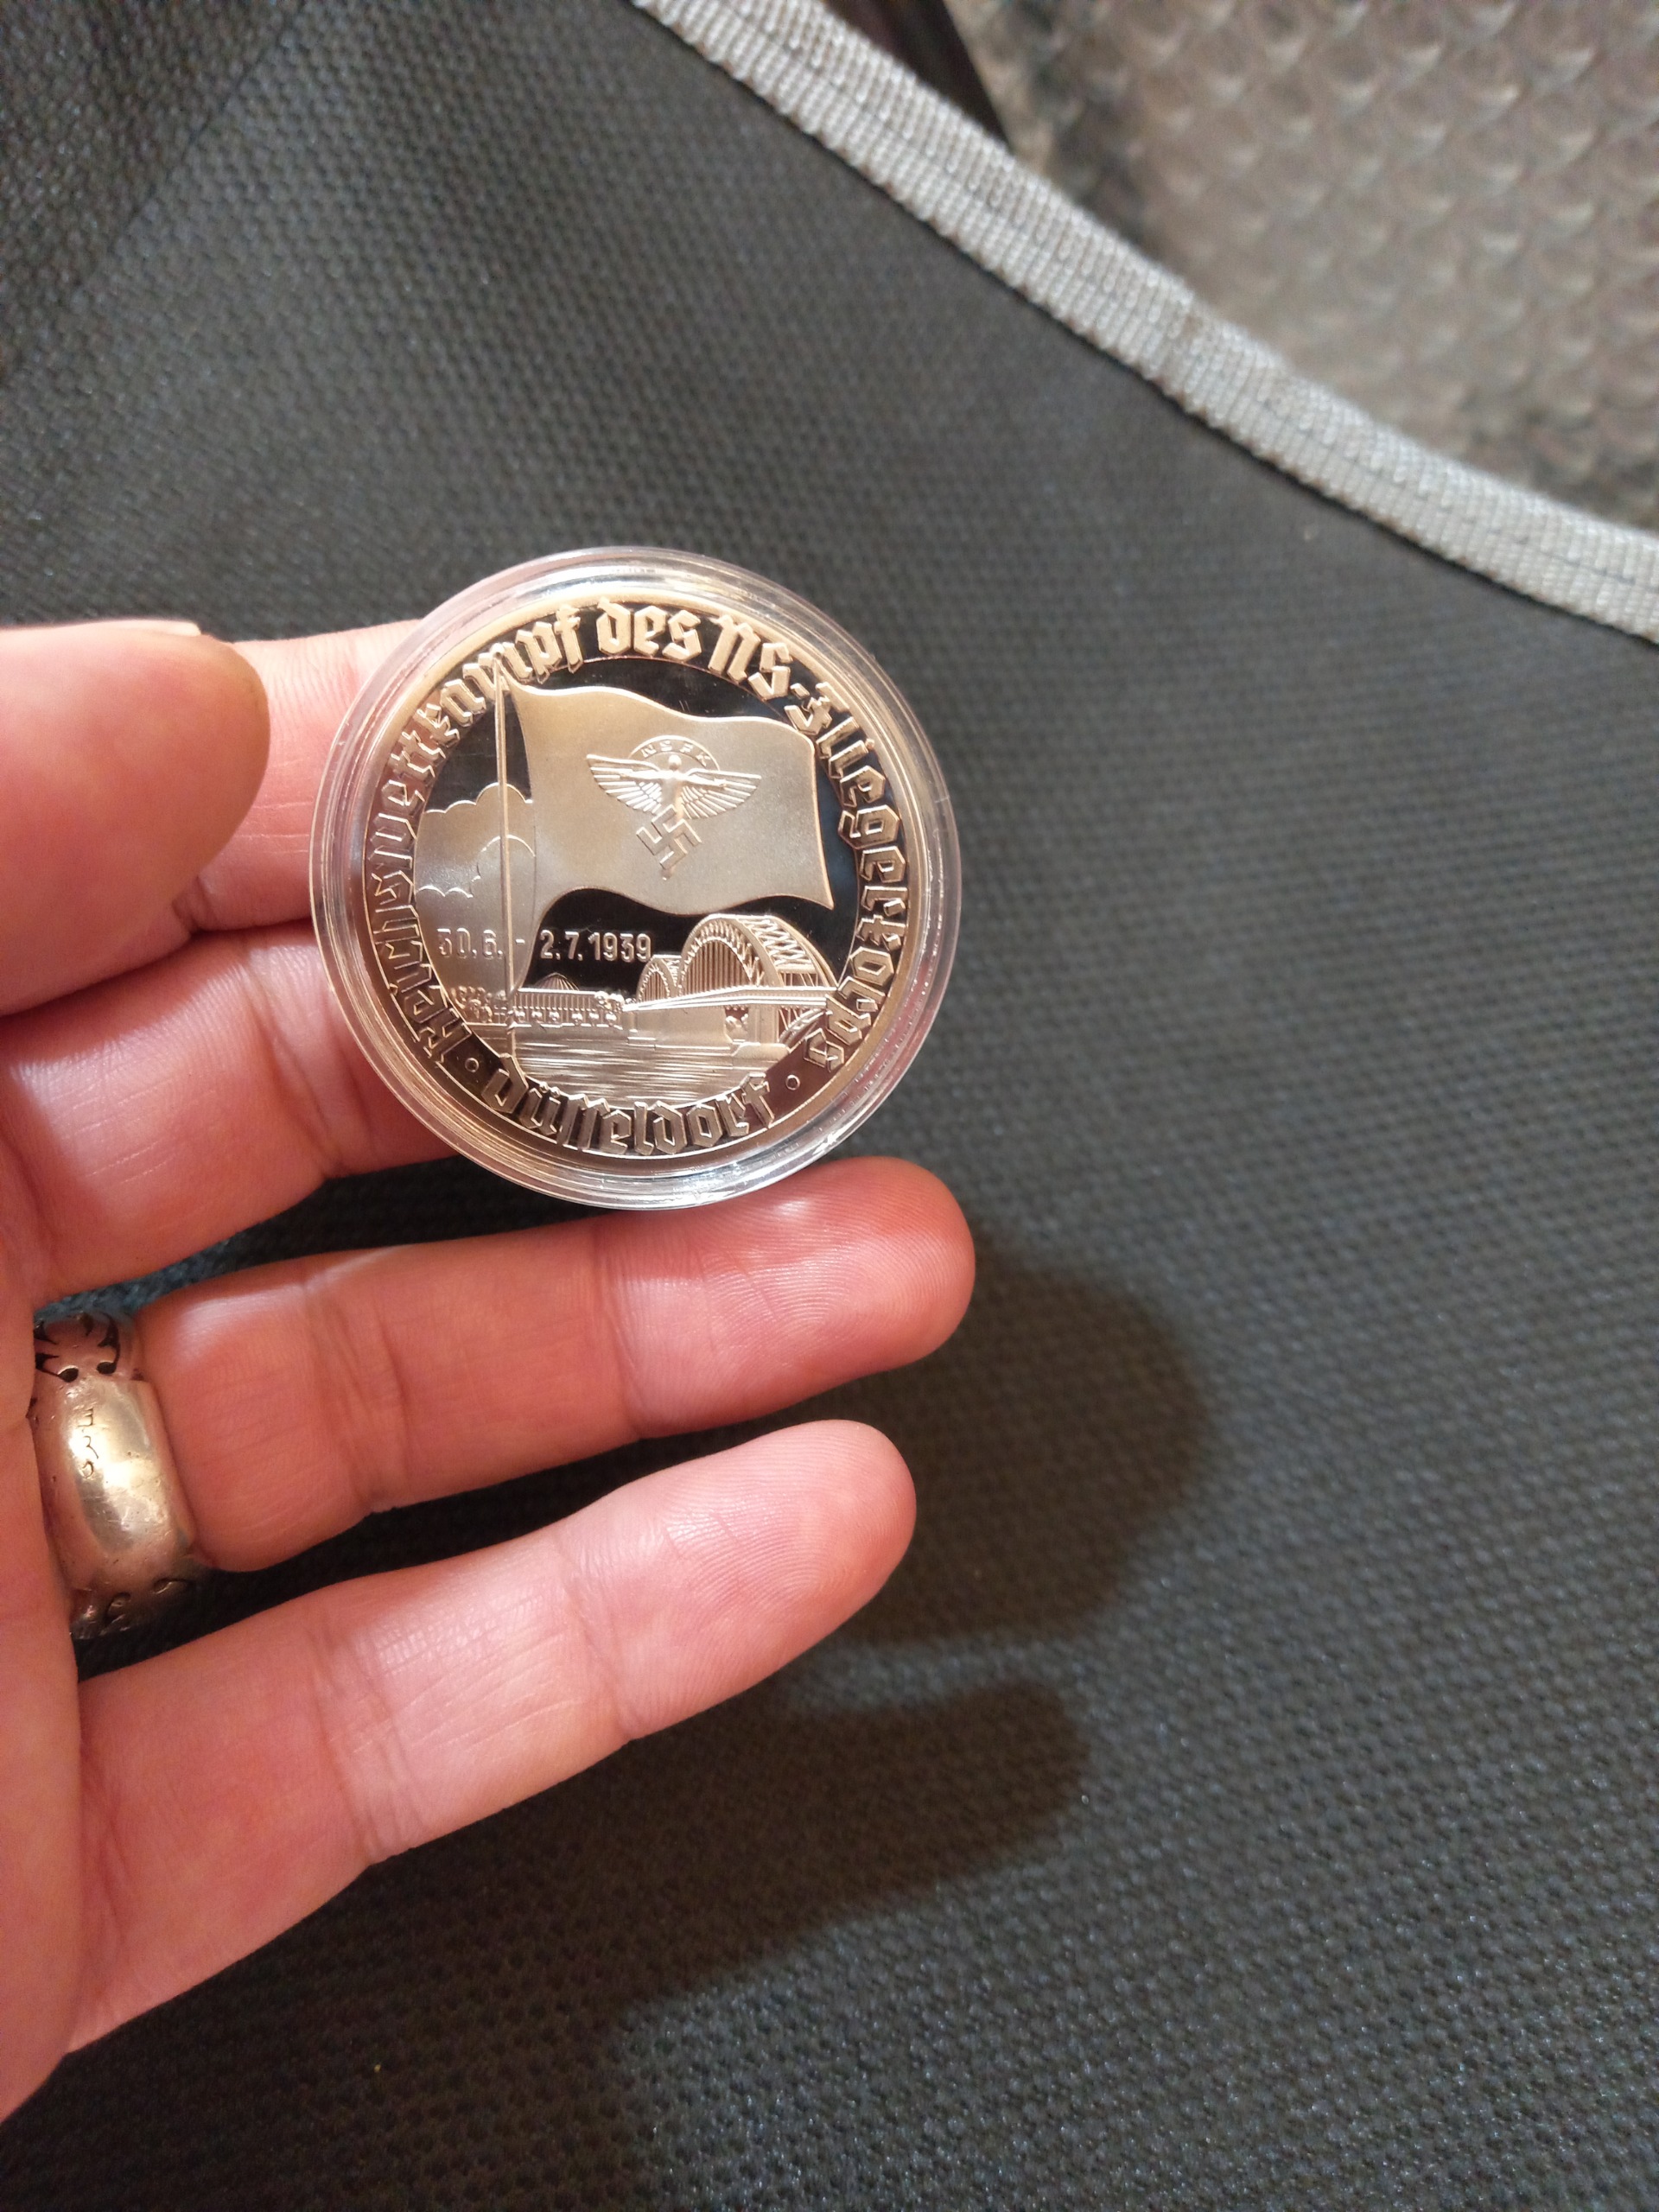 Reichswettkampf des NS-Fliegerkorps
NSFK
30.6. - 2.7.1939
· Düsseldorf ·